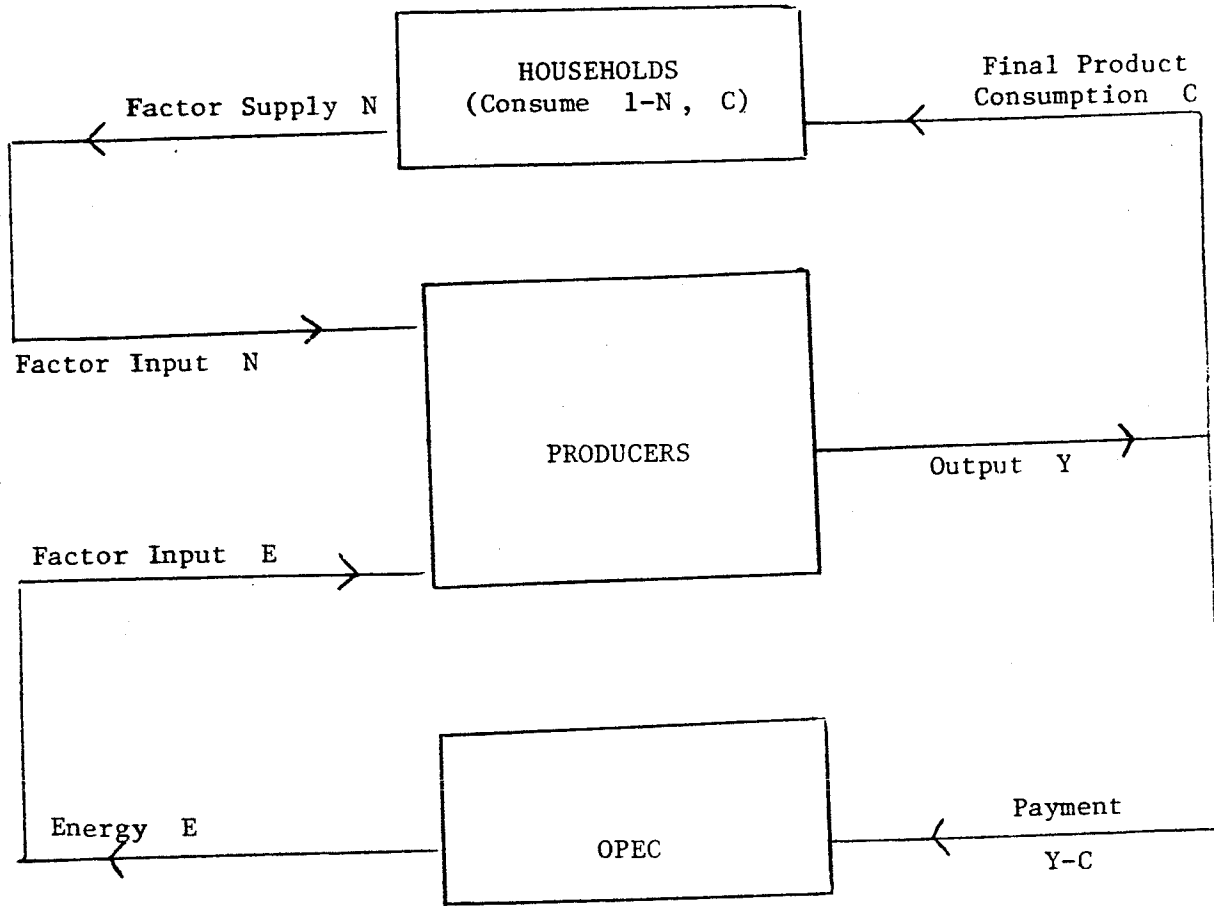 HOUSEHOLDS
(Consume 1-N , C)
Final Product
Consumption C
Factor Supply N
Factor Input N
PRODUCERS
Output Y
Factor Input E
Energy E
OPEC
Payment
Y-C